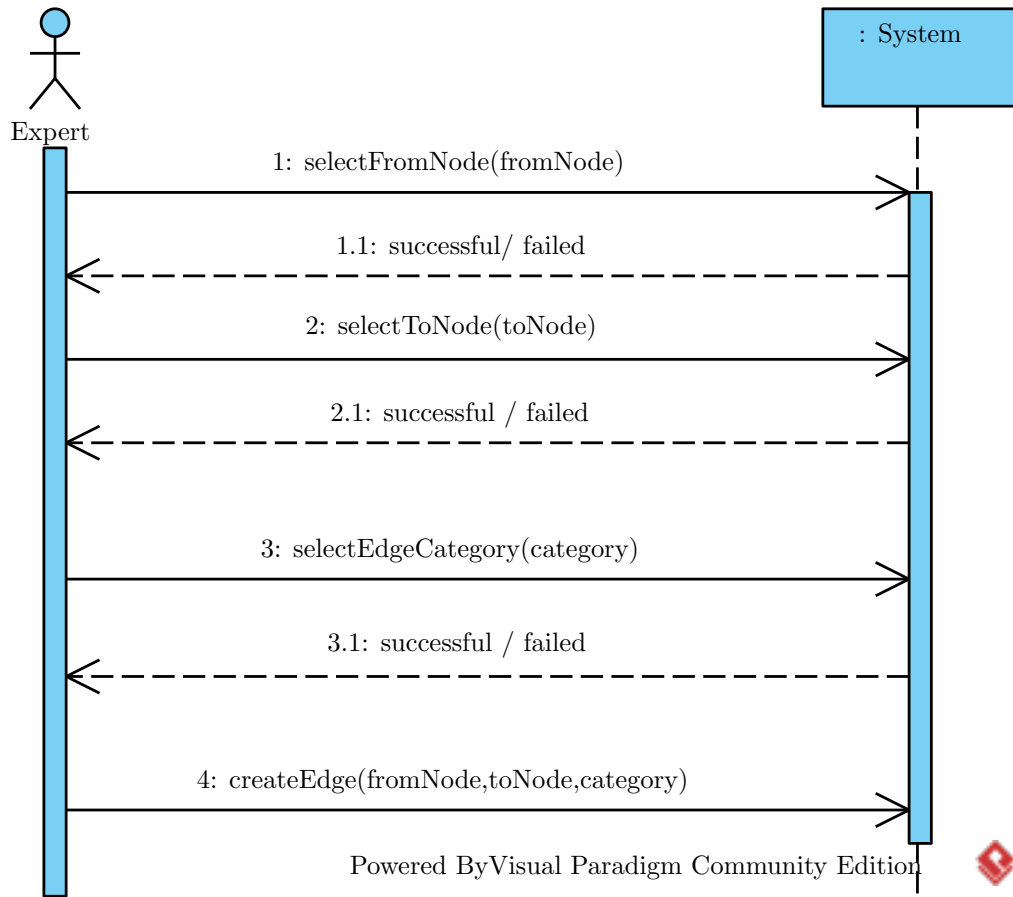 : System
Expert
1: selectFromNode(fromNode)
1.1: successful/ failed
2: selectToNode(toNode)
2.1: successful / failed
3: selectEdgeCategory(category)
3.1: successful / failed
4: createEdge(fromNode,toNode,category)
Powered ByVisual Paradigm Community Edition